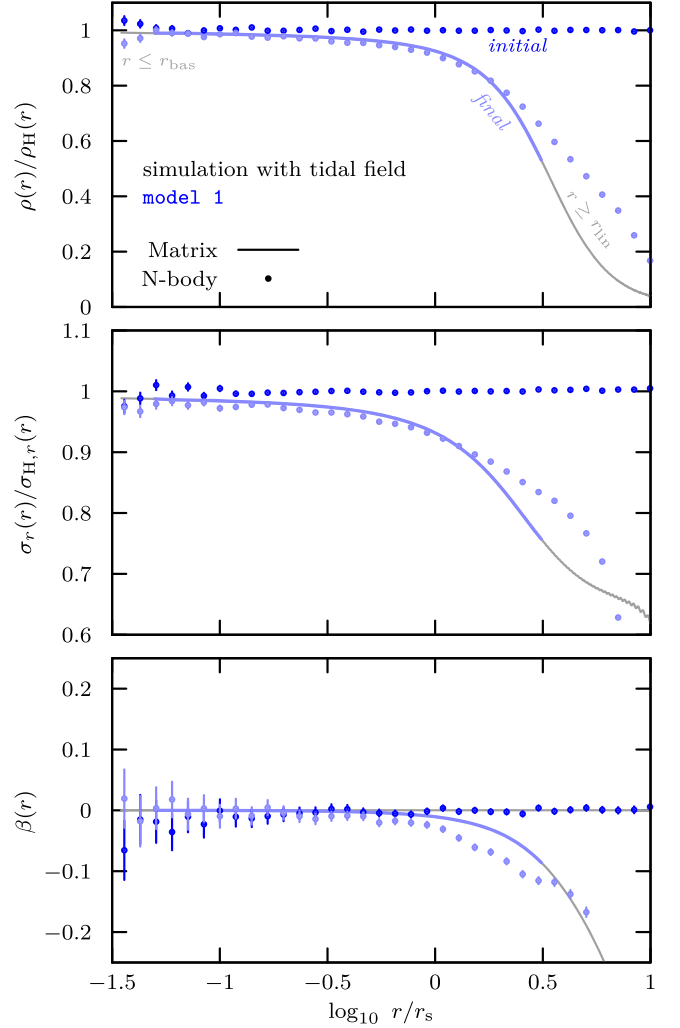 1
0.8
0.6
0.4
0.2
0
ρ(r)/ρ_H(r)
initial
r ≤ r_bas
final
simulation with tidal field
model 1
r ≥ r_lin
Matrix
N-body
1.1
1
0.9
0.8
0.7
0.6
σ_r(r)/σ_H,r(r)
0.2
0.1
0
−0.1
−0.2
β(r)
−1.5 −1 −0.5 0 0.5 1
log₁₀ r/r_s